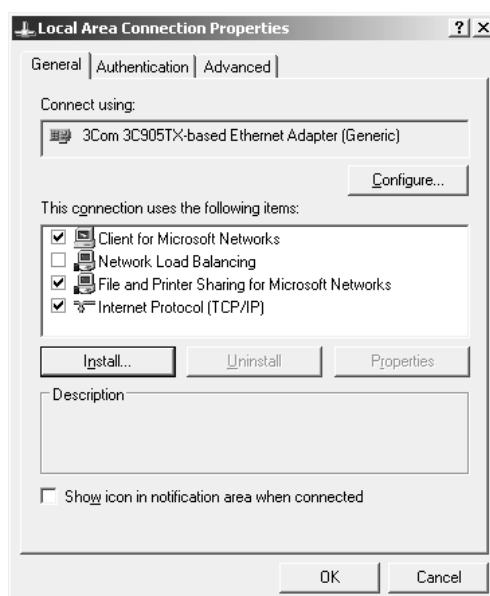 Local Area Connection Properties
General Authentication Advanced
Connect using:
3Com 3C905TX-based Ethernet Adapter (Generic)
Configure...
This connection uses the following items:
Client for Microsoft Networks
Network Load Balancing
File and Printer Sharing for Microsoft Networks
Internet Protocol (TCP/IP)
Install... Uninstall Properties
Description
Show icon in notification area when connected
OK Cancel